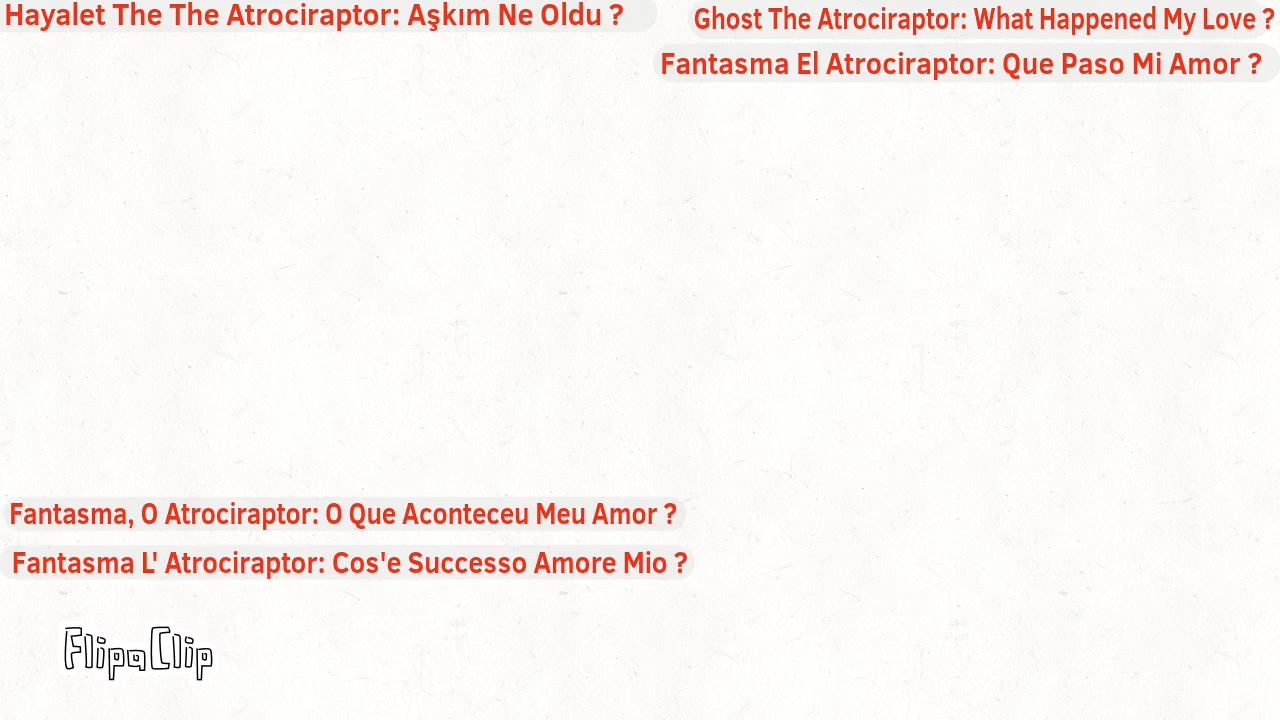 Hayalet The The Atrociraptor: Aşkım Ne Oldu ?
Ghost The Atrociraptor: What Happened My Love ?
Fantasma El Atrociraptor: Que Paso Mi Amor ?
Fantasma, O Atrociraptor: O Que Aconteceu Meu Amor ?
Fantasma L' Atrociraptor: Cos'e Successo Amore Mio ?
FlipaClip